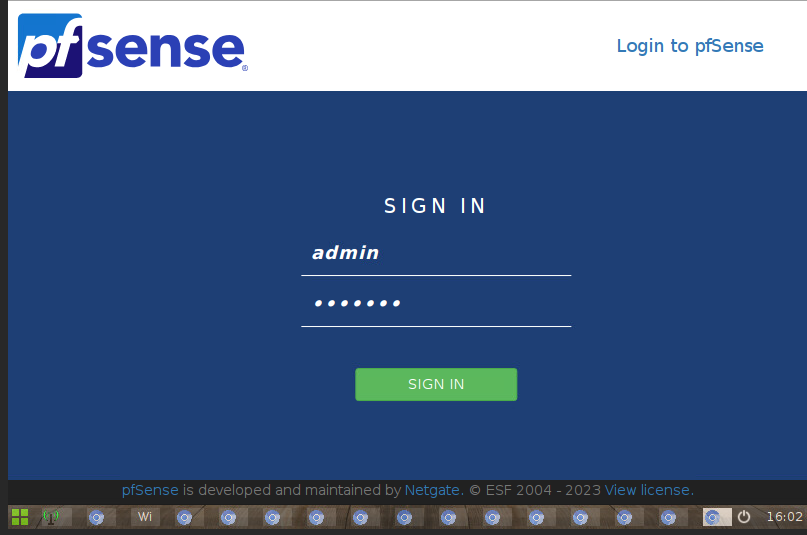 pfsense®
Login to pfSense
SIGN IN
admin
•••••••
SIGN IN
pfSense is developed and maintained by Netgate. © ESF 2004 - 2023 View license.
Wi
16:02